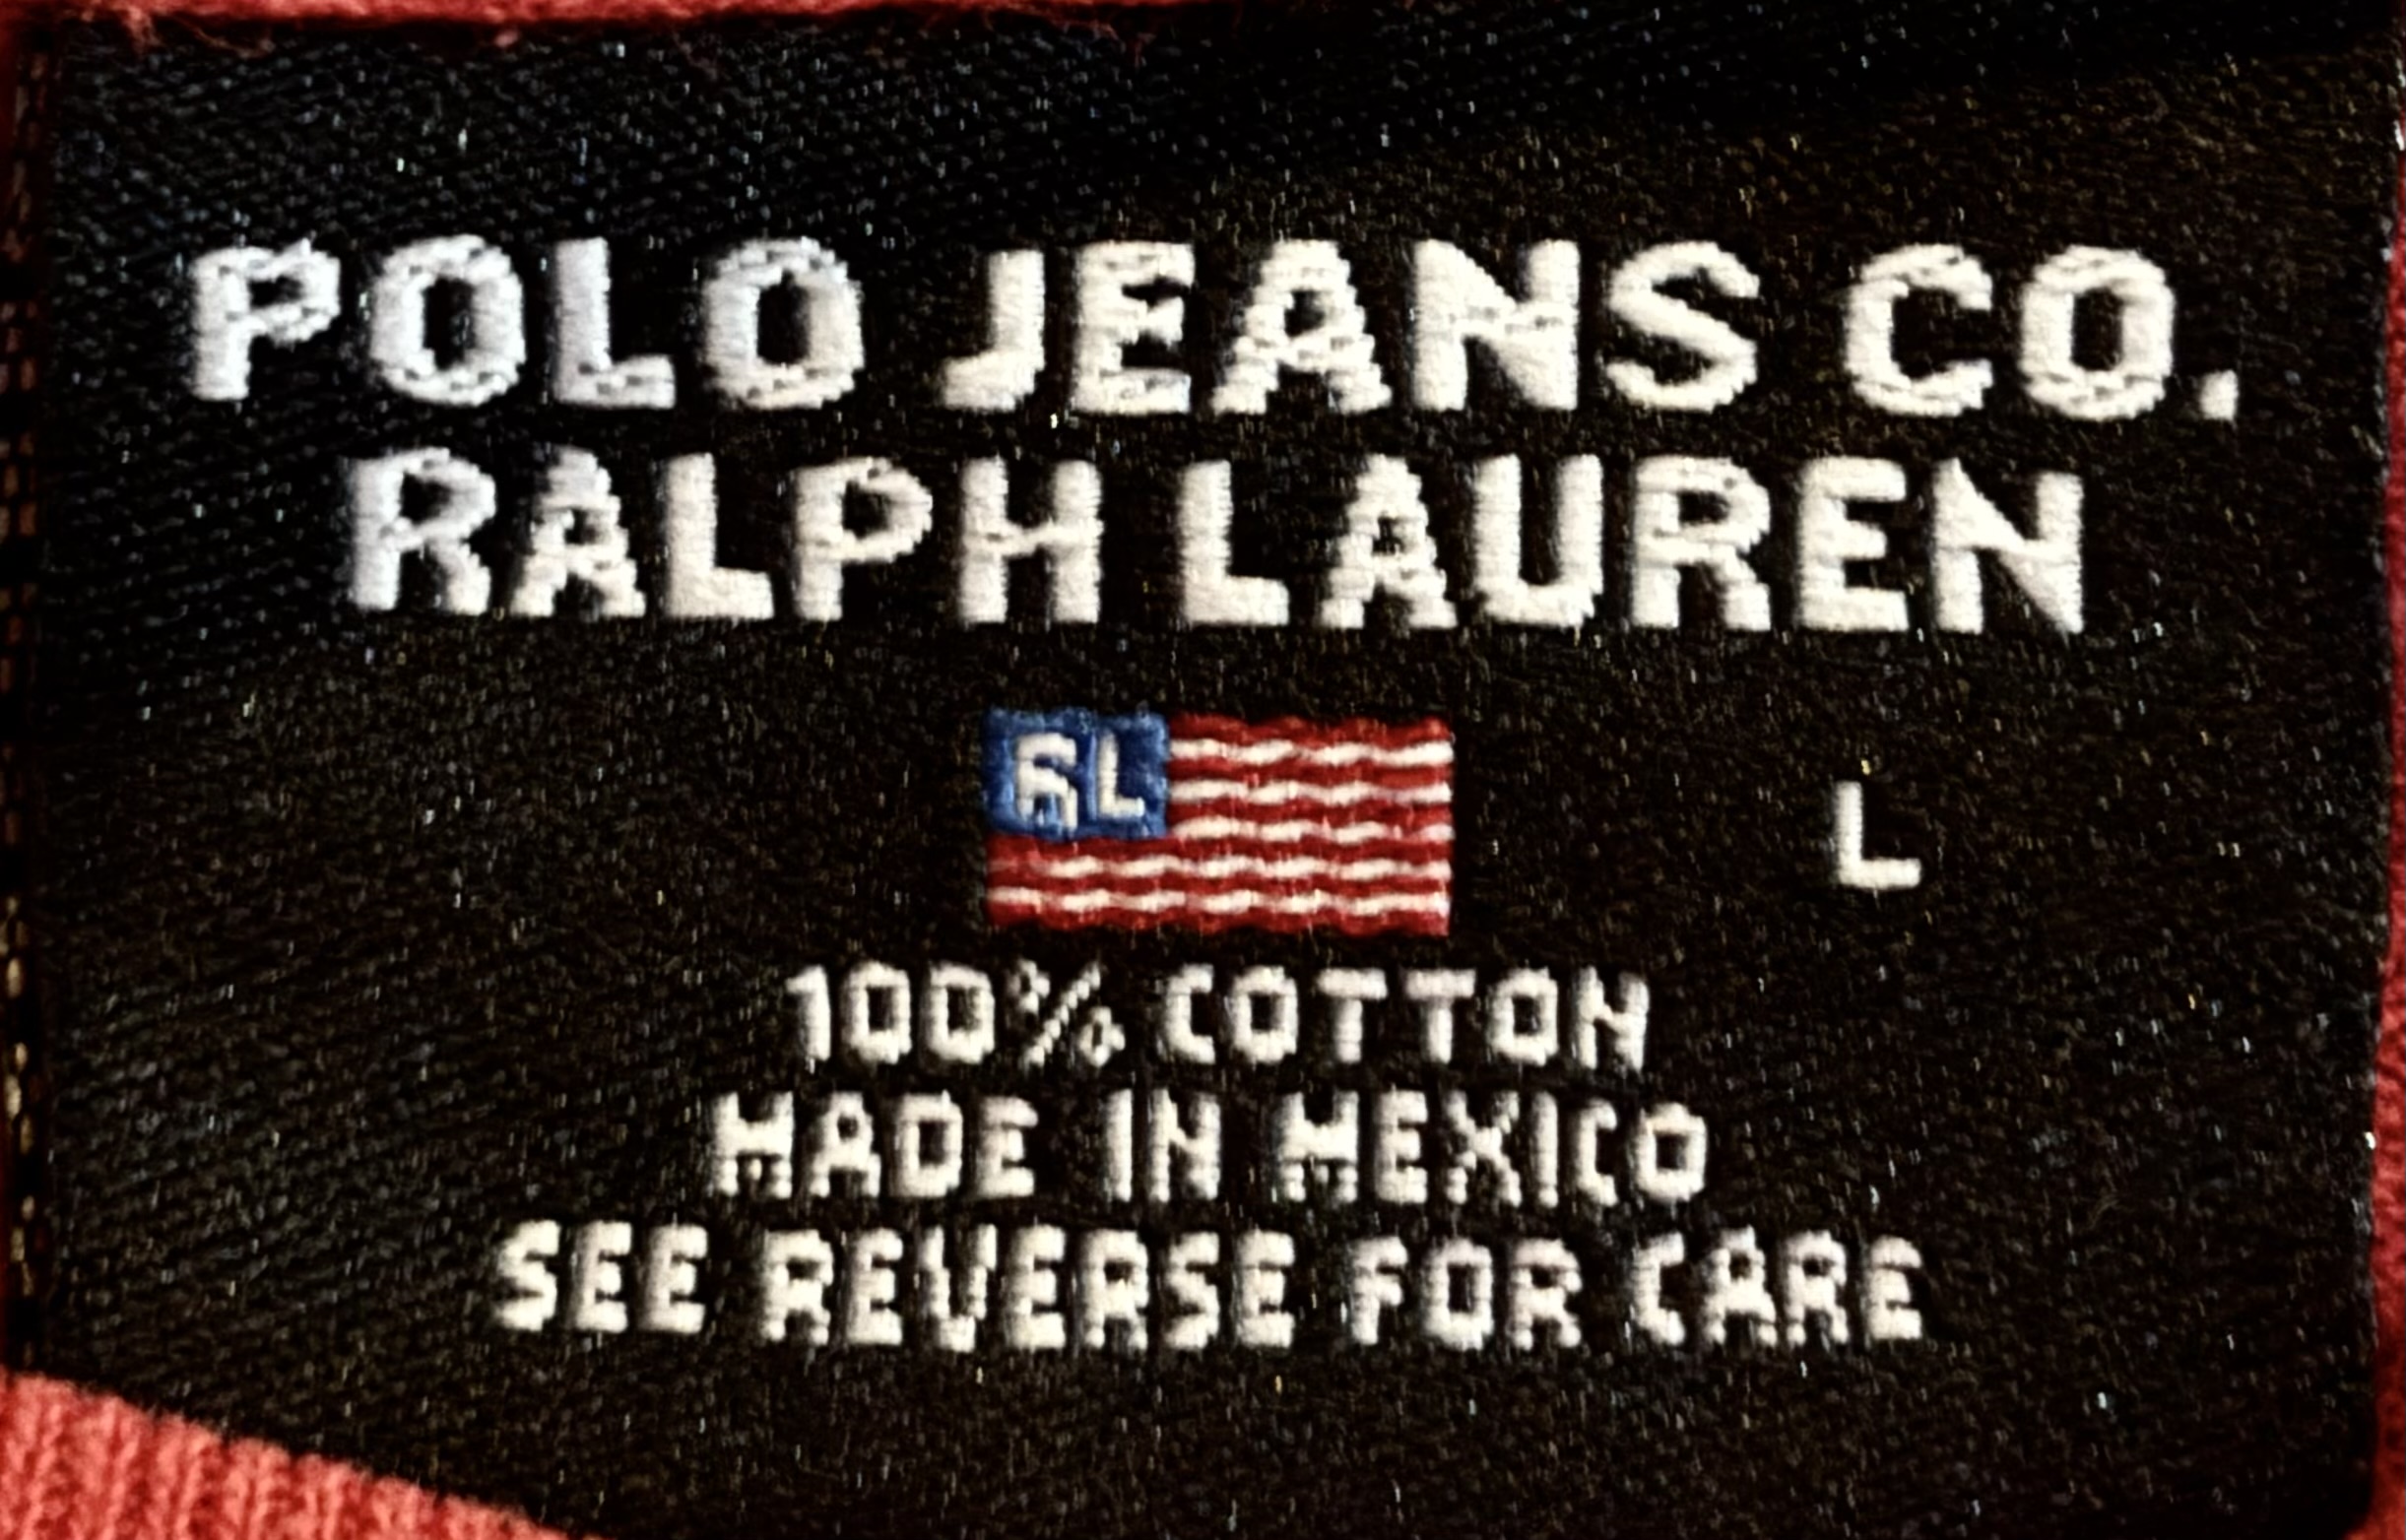 POLO JEANS CO.
RALPH LAUREN
RL
L
100% COTTON
MADE IN MEXICO
SEE REVERSE FOR CARE